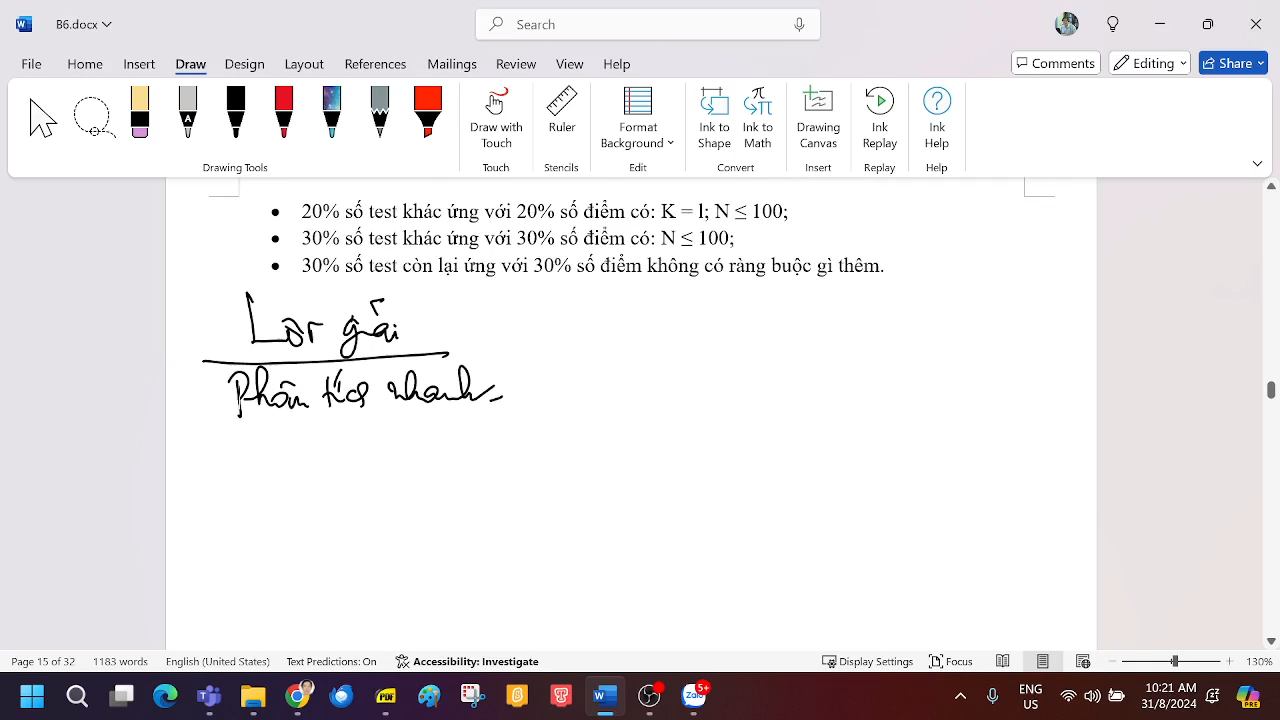 B6.docx
Search
File Home Insert Draw Design Layout References Mailings Review View Help
Comments Editing Share
A
Draw with Touch
Ruler
Format Background
Ink to Shape
Ink to Math
Drawing Canvas
Ink Replay
Ink Help
Drawing Tools Touch Stencils Edit Convert Insert Replay Help
• 20% số test khác ứng với 20% số điểm có: K = l; N ≤ 100;
• 30% số test khác ứng với 30% số điểm có: N ≤ 100;
• 30% số test còn lại ứng với 30% số điểm không có ràng buộc gì thêm.
Lời giải
Phân tích nhanh
Page 15 of 32 1183 words English (United States) Text Predictions: On Accessibility: Investigate Display Settings Focus 130%
PDF W 5+ Zalo ENG US 10:21 AM 31/8/2024 PRE